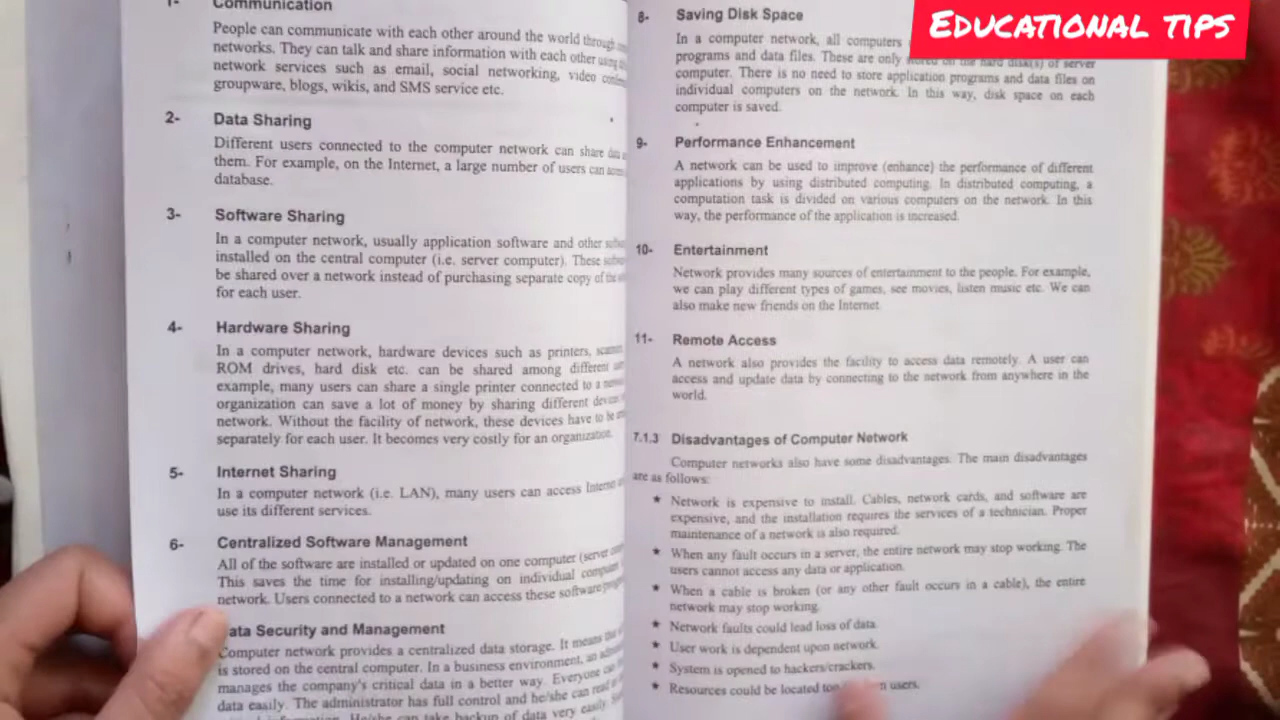 1- Communication
People can communicate with each other around the world through
networks. They can talk and share information with each other using
network services such as email, social networking, video
groupware, blogs, wikis, and SMS service etc.
2- Data Sharing
Different users connected to the computer network can share data
them. For example, on the Internet, a large number of users can
database.
3- Software Sharing
In a computer network, usually application software and other
installed on the central computer (i.e. server computer). These
be shared over a network instead of purchasing separate copy of the
for each user.
4- Hardware Sharing
In a computer network, hardware devices such as printers,
ROM drives, hard disk etc. can be shared among different
example, many users can share a single printer connected to a
organization can save a lot of money by sharing different
network. Without the facility of network, these devices have to be
separately for each user. It becomes very costly for an organization.
5- Internet Sharing
In a computer network (i.e. LAN), many users can access Internet
use its different services.
6- Centralized Software Management
All of the software are installed or updated on one computer (server
This saves the time for installing/updating on individual
network. Users connected to a network can access these
ata Security and Management
Computer network provides a centralized data storage. It means
is stored on the central computer. In a business environment, an
manages the company's critical data in a better way. Everyone
data easily. The administrator has full control and he/she can read
He/she can take backup of data very easily.
8- Saving Disk Space
In a computer network, all computers
programs and data files. These are only stored on the hard disk(s) of server
computer. There is no need to store application programs and data files on
individual computers on the network. In this way, disk space on each
computer is saved.
9- Performance Enhancement
A network can be used to improve (enhance) the performance of different
applications by using distributed computing. In distributed computing, a
computation task is divided on various computers on the network. In this
way, the performance of the application is increased.
10- Entertainment
Network provides many sources of entertainment to the people. For example,
we can play different types of games, see movies, listen music etc. We can
also make new friends on the Internet.
11- Remote Access
A network also provides the facility to access data remotely. A user can
access and update data by connecting to the network from anywhere in the
world.
7.1.3 Disadvantages of Computer Network
Computer networks also have some disadvantages. The main disadvantages
are as follows:
* Network is expensive to install. Cables, network cards, and software are
expensive, and the installation requires the services of a technician. Proper
maintenance of a network is also required.
* When any fault occurs in a server, the entire network may stop working. The
users cannot access any data or application.
* When a cable is broken (or any other fault occurs in a cable), the entire
network may stop working.
* Network faults could lead loss of data.
* User work is dependent upon network.
* System is opened to hackers/crackers.
* Resources could be located users.
EDUCATIONAL TIPS